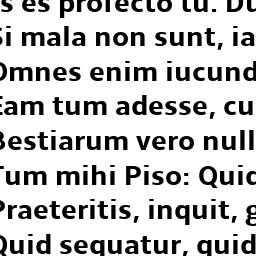 es profecto tu. Du
Si mala non sunt, ia
Omnes enim iucund
Eam tum adesse, cu
Bestiarum vero null
Tum mihi Piso: Quid
Praeteritis, inquit, g
Quid sequatur, quid